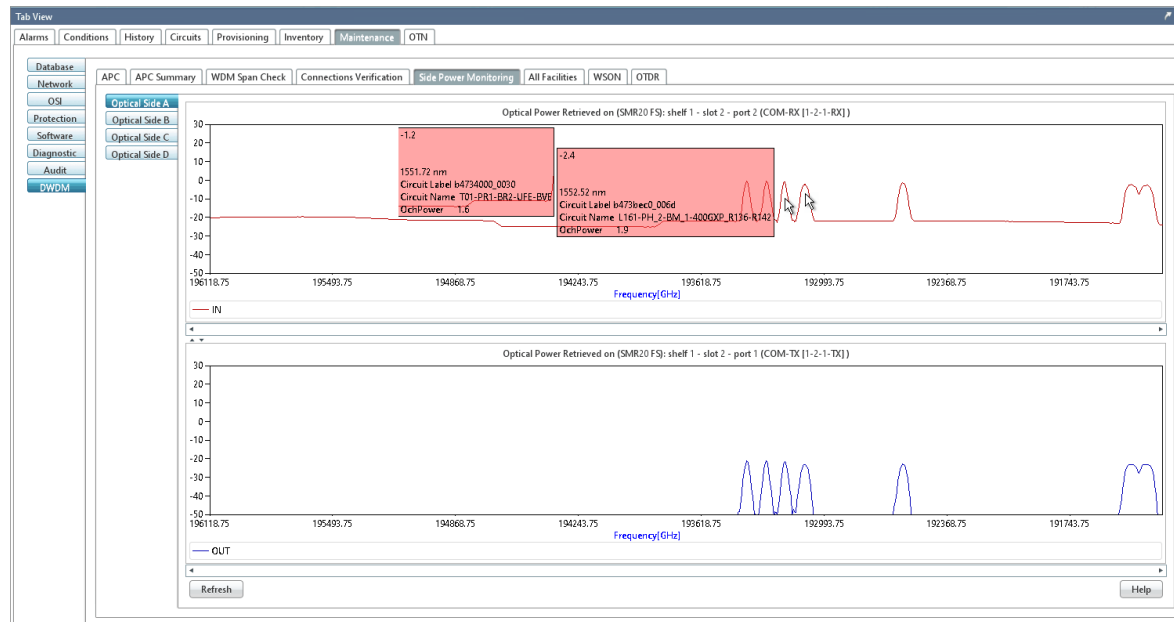 Tab View
Alarms Conditions History Circuits Provisioning Inventory Maintenance OTN
Database
Network
OSI
Protection
Software
Diagnostic
Audit
DWDM
APC APC Summary WDM Span Check Connections Verification Side Power Monitoring All Facilities WSON OTDR
Optical Side A
Optical Side B
Optical Side C
Optical Side D
Optical Power Retrieved on (SMR20 FS): shelf 1 - slot 2 - port 2 (COM-RX [1-2-1-RX] )
30
20
10
0
-10
-20
-30
-40
-50
-1.2
1551.72 nm
Circuit Label b4734000_0030
Circuit Name T01-PR1-BR2-UFE-BVE
OchPower 1.6
-2.4
1552.52 nm
Circuit Label b473bec0_006d
Circuit Name L161-PH_2-BM_1-400GXP_R136-R142
OchPower 1.9
196118.75 195493.75 194868.75 194243.75 193618.75 192993.75 192368.75 191743.75
Frequency[GHz]
IN
Optical Power Retrieved on (SMR20 FS): shelf 1 - slot 2 - port 1 (COM-TX [1-2-1-TX] )
30
20
10
0
-10
-20
-30
-40
-50
196118.75 195493.75 194868.75 194243.75 193618.75 192993.75 192368.75 191743.75
Frequency[GHz]
OUT
Refresh Help